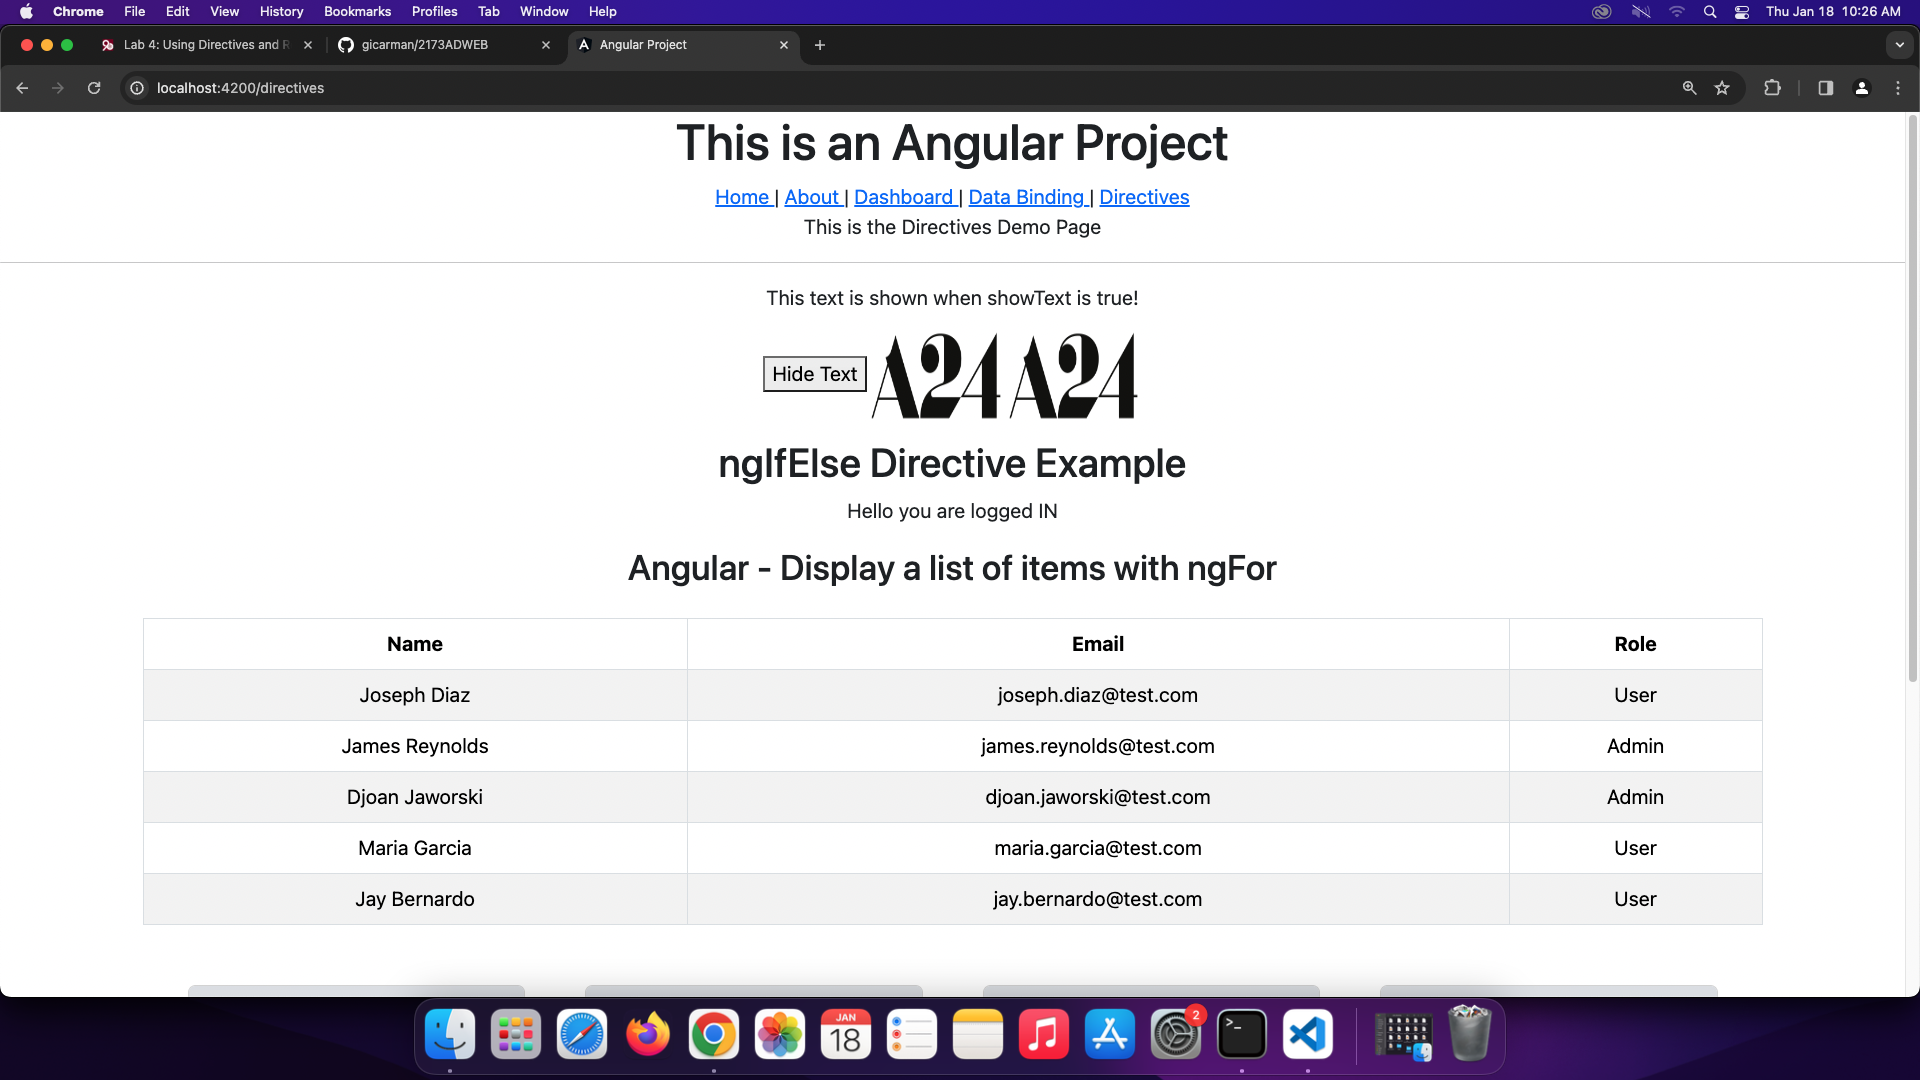 Chrome File Edit View History Bookmarks Profiles Tab Window Help Thu Jan 18 10:26 AM
Lab 4: Using Directives and R gicarman/2173ADWEB Angular Project
localhost:4200/directives
This is an Angular Project
Home | About | Dashboard | Data Binding | Directives
This is the Directives Demo Page
This text is shown when showText is true!
Hide Text A24 A24
ngIfElse Directive Example
Hello you are logged IN
Angular - Display a list of items with ngFor
Name Email Role
Joseph Diaz joseph.diaz@test.com User
James Reynolds james.reynolds@test.com Admin
Djoan Jaworski djoan.jaworski@test.com Admin
Maria Garcia maria.garcia@test.com User
Jay Bernardo jay.bernardo@test.com User
JAN 2
18